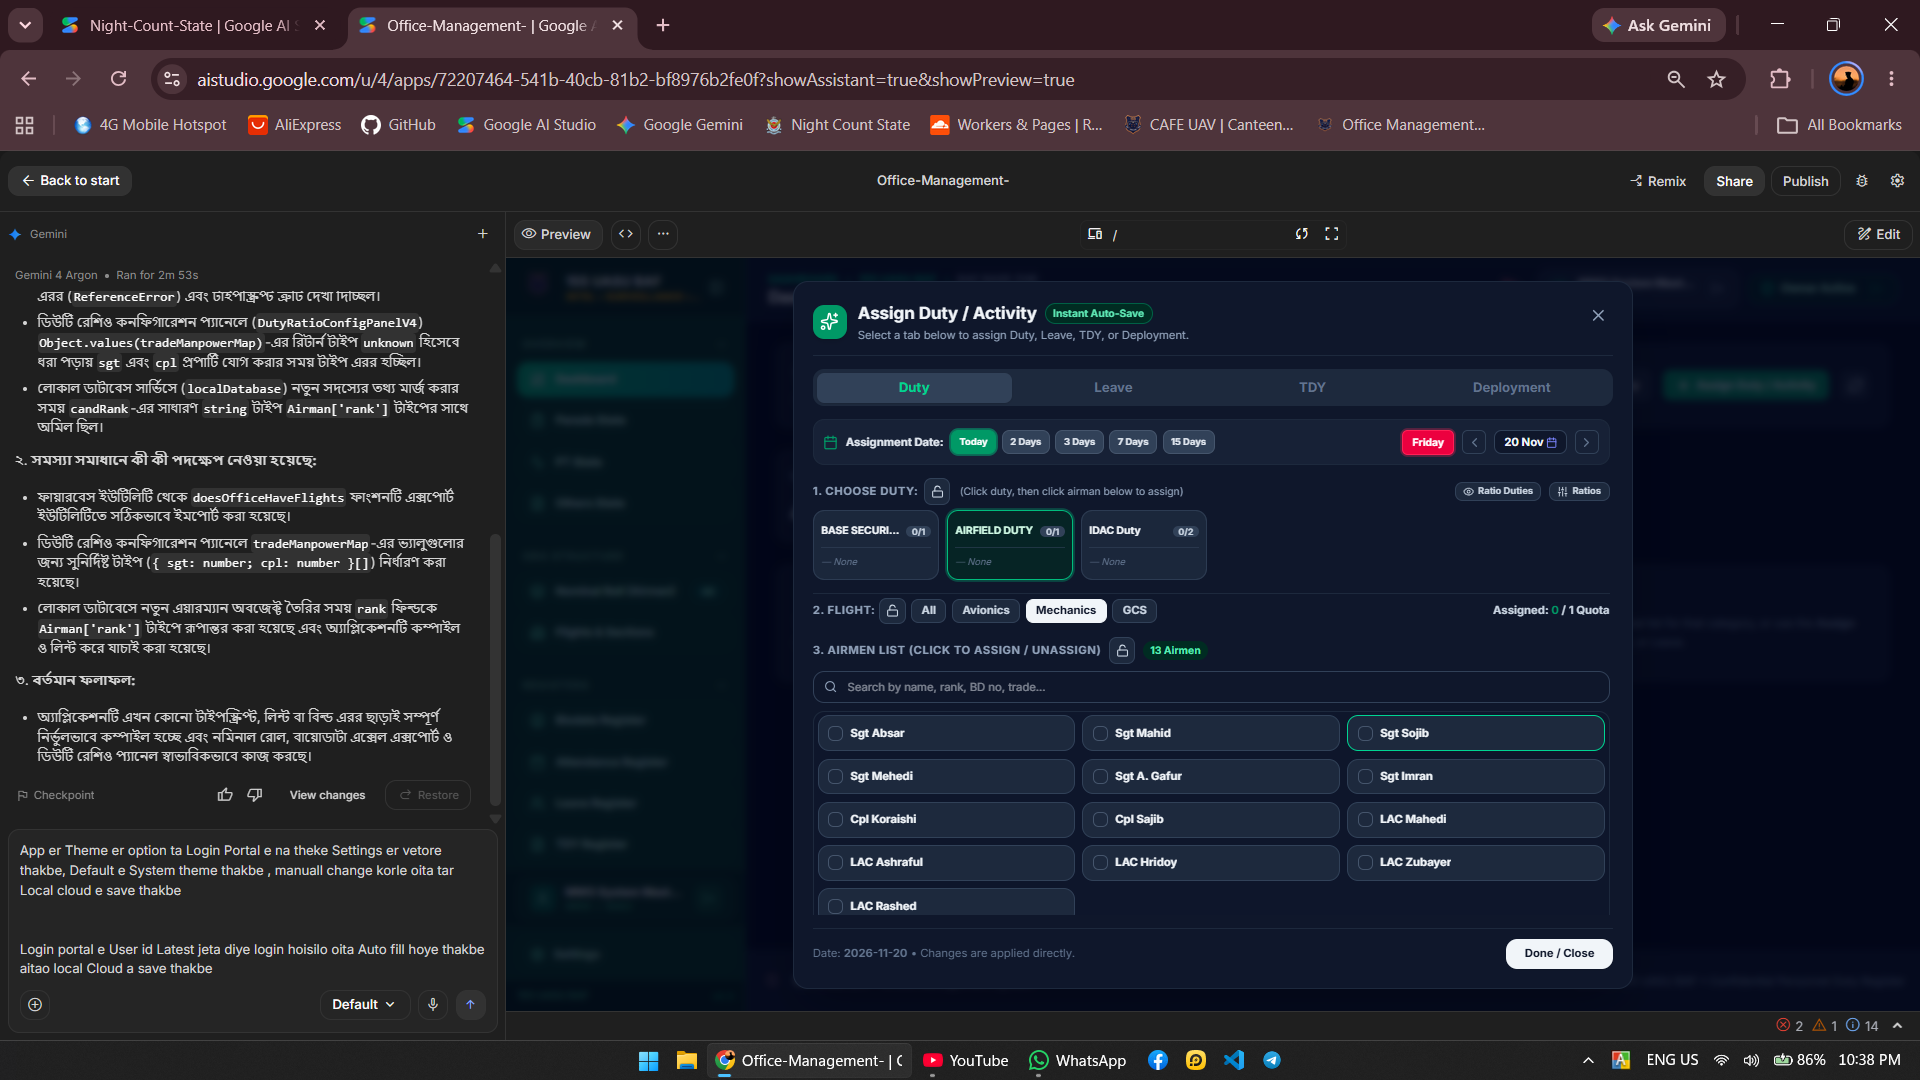 Night-Count-State | Google AI S
Office-Management- | Google A
Ask Gemini
aistudio.google.com/u/4/apps/72207464-541b-40cb-81b2-bf8976b2fe0f?showAssistant=true&showPreview=true
4G Mobile Hotspot
AliExpress
GitHub
Google AI Studio
Google Gemini
Night Count State
Workers & Pages | R...
CAFE UAV | Canteen...
Office Management...
All Bookmarks
Back to start
Office-Management-
Remix
Share
Publish
Gemini
Preview
/
Edit
Gemini 4 Argon • Ran for 2m 53s
এরর (ReferenceError) এবং টাইপস্ক্রিপ্ট ত্রুটি দেখা দিচ্ছিল।
• ডিউটি রেশিও কনফিগারেশন প্যানেলে (DutyRatioConfigPanelV4)
Object.values(tradeManpowerMap)-এর রিটার্ন টাইপ unknown হিসেবে
ধরা পড়ায় sgt এবং cpl প্রপার্টি যোগ করার সময় টাইপ এরর হচ্ছিল।
• লোকাল ডাটাবেস সার্ভিসে (localDatabase) নতুন সদস্যের তথ্য মার্জ করার
সময় candRank-এর সাধারণ string টাইপ Airman['rank'] টাইপের সাথে
অমিল ছিল।
২. সমস্যা সমাধানে কী কী পদক্ষেপ নেওয়া হয়েছে:
• ফায়ারবেস ইউটিলিটি থেকে doesOfficeHaveFlights ফাংশনটি এক্সপোর্ট
ইউটিলিটিতে সঠিকভাবে ইমপোর্ট করা হয়েছে।
• ডিউটি রেশিও কনফিগারেশন প্যানেলে tradeManpowerMap-এর ভ্যালুগুলোর
জন্য সুনির্দিষ্ট টাইপ ({ sgt: number; cpl: number }[]) নির্ধারণ করা
হয়েছে।
• লোকাল ডাটাবেসে নতুন এয়ারম্যান অবজেক্ট তৈরির সময় rank ফিল্ডকে
Airman['rank'] টাইপে রূপান্তর করা হয়েছে এবং অ্যাপ্লিকেশনটি কম্পাইল
ও লিন্ট করে যাচাই করা হয়েছে।
৩. বর্তমান ফলাফল:
• অ্যাপ্লিকেশনটি এখন কোনো টাইপস্ক্রিপ্ট, লিন্ট বা বিল্ড এরর ছাড়াই সম্পূর্ণ
নির্ভুলভাবে কম্পাইল হচ্ছে এবং নমিনাল রোল, বায়োডাটা এক্সেল এক্সপোর্ট ও
ডিউটি রেশিও প্যানেল স্বাভাবিকভাবে কাজ করছে।
Checkpoint
View changes
Restore
App er Theme er option ta Login Portal e na theke Settings er vetore
thakbe, Default e System theme thakbe , manuall change korle oita tar
Local cloud e save thakbe
Login portal e User id Latest jeta diye login hoisilo oita Auto fill hoye thakbe
aitao local Cloud a save thakbe
Default
Assign Duty / Activity
Instant Auto-Save
Select a tab below to assign Duty, Leave, TDY, or Deployment.
Duty
Leave
TDY
Deployment
Assignment Date:
Today
2 Days
3 Days
7 Days
15 Days
Friday
20 Nov
1. CHOOSE DUTY:
(Click duty, then click airman below to assign)
Ratio Duties
Ratios
BASE SECURI... 0/1
— None
AIRFIELD DUTY 0/1
— None
IDAC Duty 0/2
— None
2. FLIGHT:
All
Avionics
Mechanics
GCS
Assigned: 0 / 1 Quota
3. AIRMEN LIST (CLICK TO ASSIGN / UNASSIGN)
13 Airmen
Search by name, rank, BD no, trade...
Sgt Absar
Sgt Mahid
Sgt Sojib
Sgt Mehedi
Sgt A. Gafur
Sgt Imran
Cpl Koraishi
Cpl Sajib
LAC Mahedi
LAC Ashraful
LAC Hridoy
LAC Zubayer
LAC Rashed
Date: 2026-11-20 • Changes are applied directly.
Done / Close
2
1
14
Office-Management- | G
YouTube
WhatsApp
ENG US
86%
10:38 PM